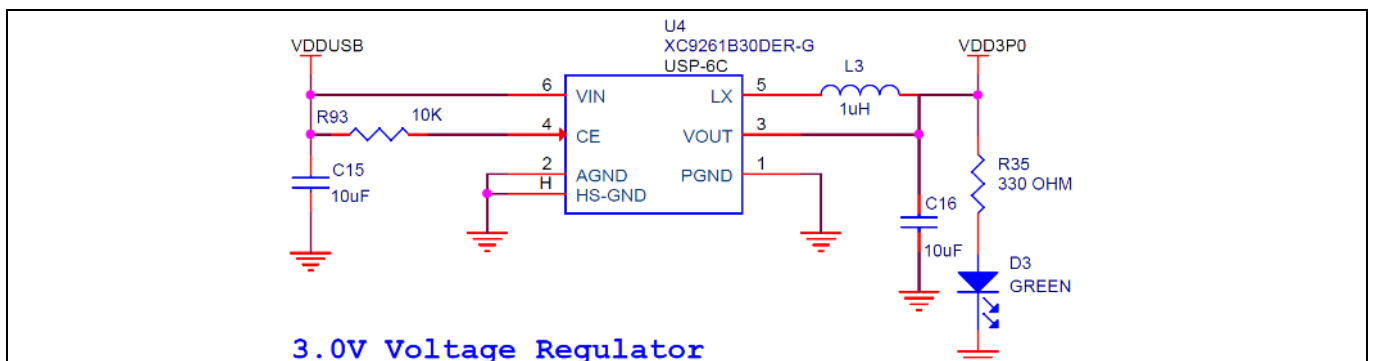 U4
XC9261B30DER-G
USP-6C
VDDUSB
VDD3P0
L3
1uH
6
VIN
LX
5
R93
10K
4
CE
VOUT
3
C15
10uF
2
AGND
PGND
1
H
HS-GND
R35
330 OHM
C16
10uF
D3
GREEN
3.0V Voltage Regulator